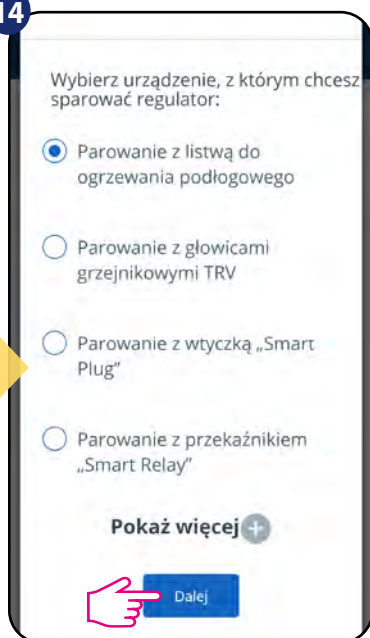 14
Wybierz urządzenie, z którym chcesz
sparować regulator:
Parowanie z listwą do
ogrzewania podłogowego
Parowanie z głowicami
grzejnikowymi TRV
Parowanie z wtyczką „Smart
Plug”
Parowanie z przekaźnikiem
„Smart Relay”
Pokaż więcej
Dalej